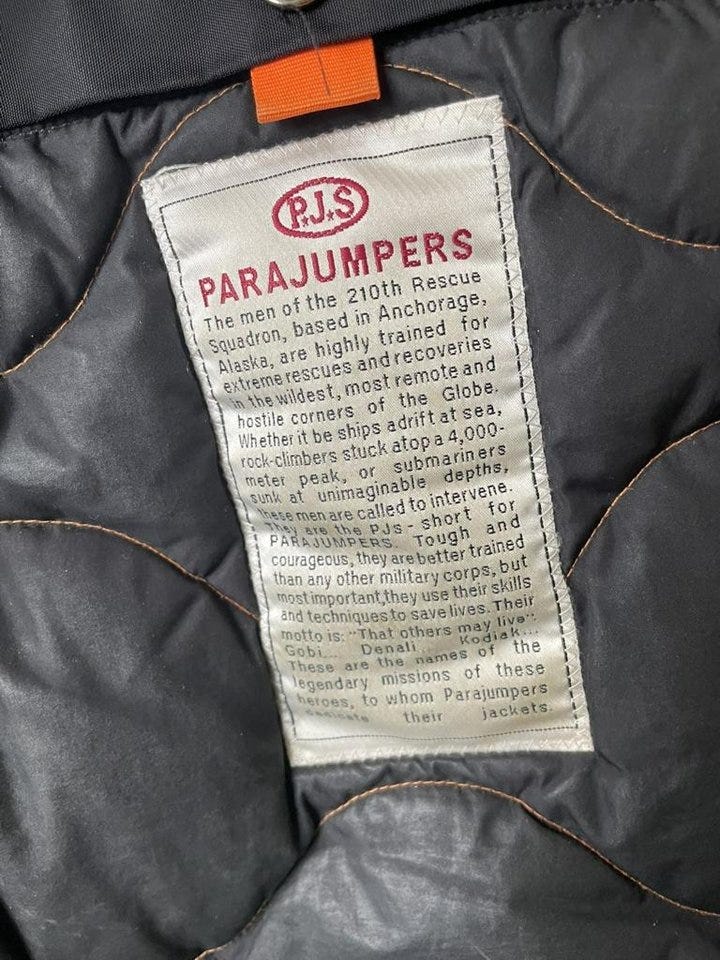 P.J.S
PARAJUMPERS
The men of the 210th Rescue
Squadron, based in Anchorage,
Alaska, are highly trained for
extreme rescues and recoveries
in the wildest, most remote and
hostile corners of the Globe.
Whether it be ships adrift at sea,
rock-climbers stuck atop a 4,000-
meter peak, or submariners
sunk at unimaginable depths,
these men are called to intervene.
They are the PJs - short for
PARAJUMPERS. Tough and
courageous, they are better trained
than any other military corps, but
most important,they use their skills
and techniques to save lives. Their
motto is: "That others may live".
Gobi... Denali... Kodiak...
These are the names of the
legendary missions of these
heroes, to whom Parajumpers
dedicate their jackets.